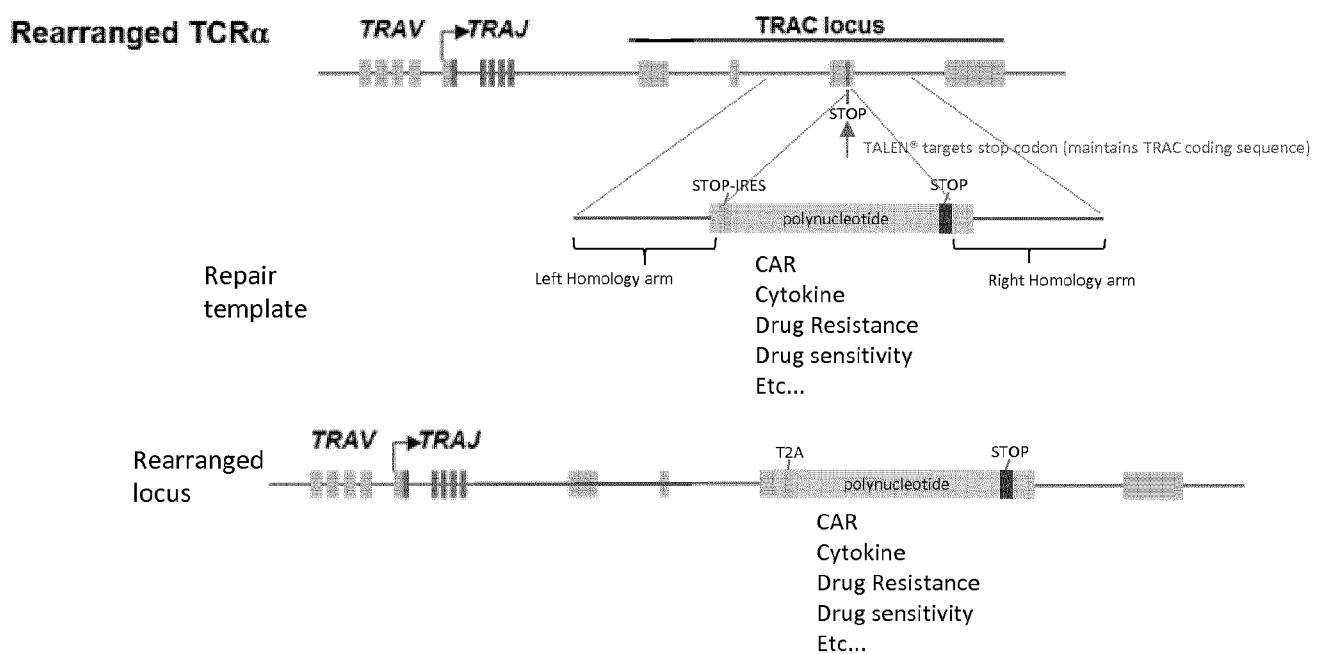 Rearranged TCRα
TRAV
TRAJ
TRAC locus
STOP
TALEN® targets stop codon (maintains TRAC coding sequence)
STOP-IRES
STOP
polynucleotide
Left Homology arm
Right Homology arm
Repair
template
CAR
Cytokine
Drug Resistance
Drug sensitivity
Etc...
TRAV
TRAJ
Rearranged
locus
T2A
STOP
polynucleotide
CAR
Cytokine
Drug Resistance
Drug sensitivity
Etc...